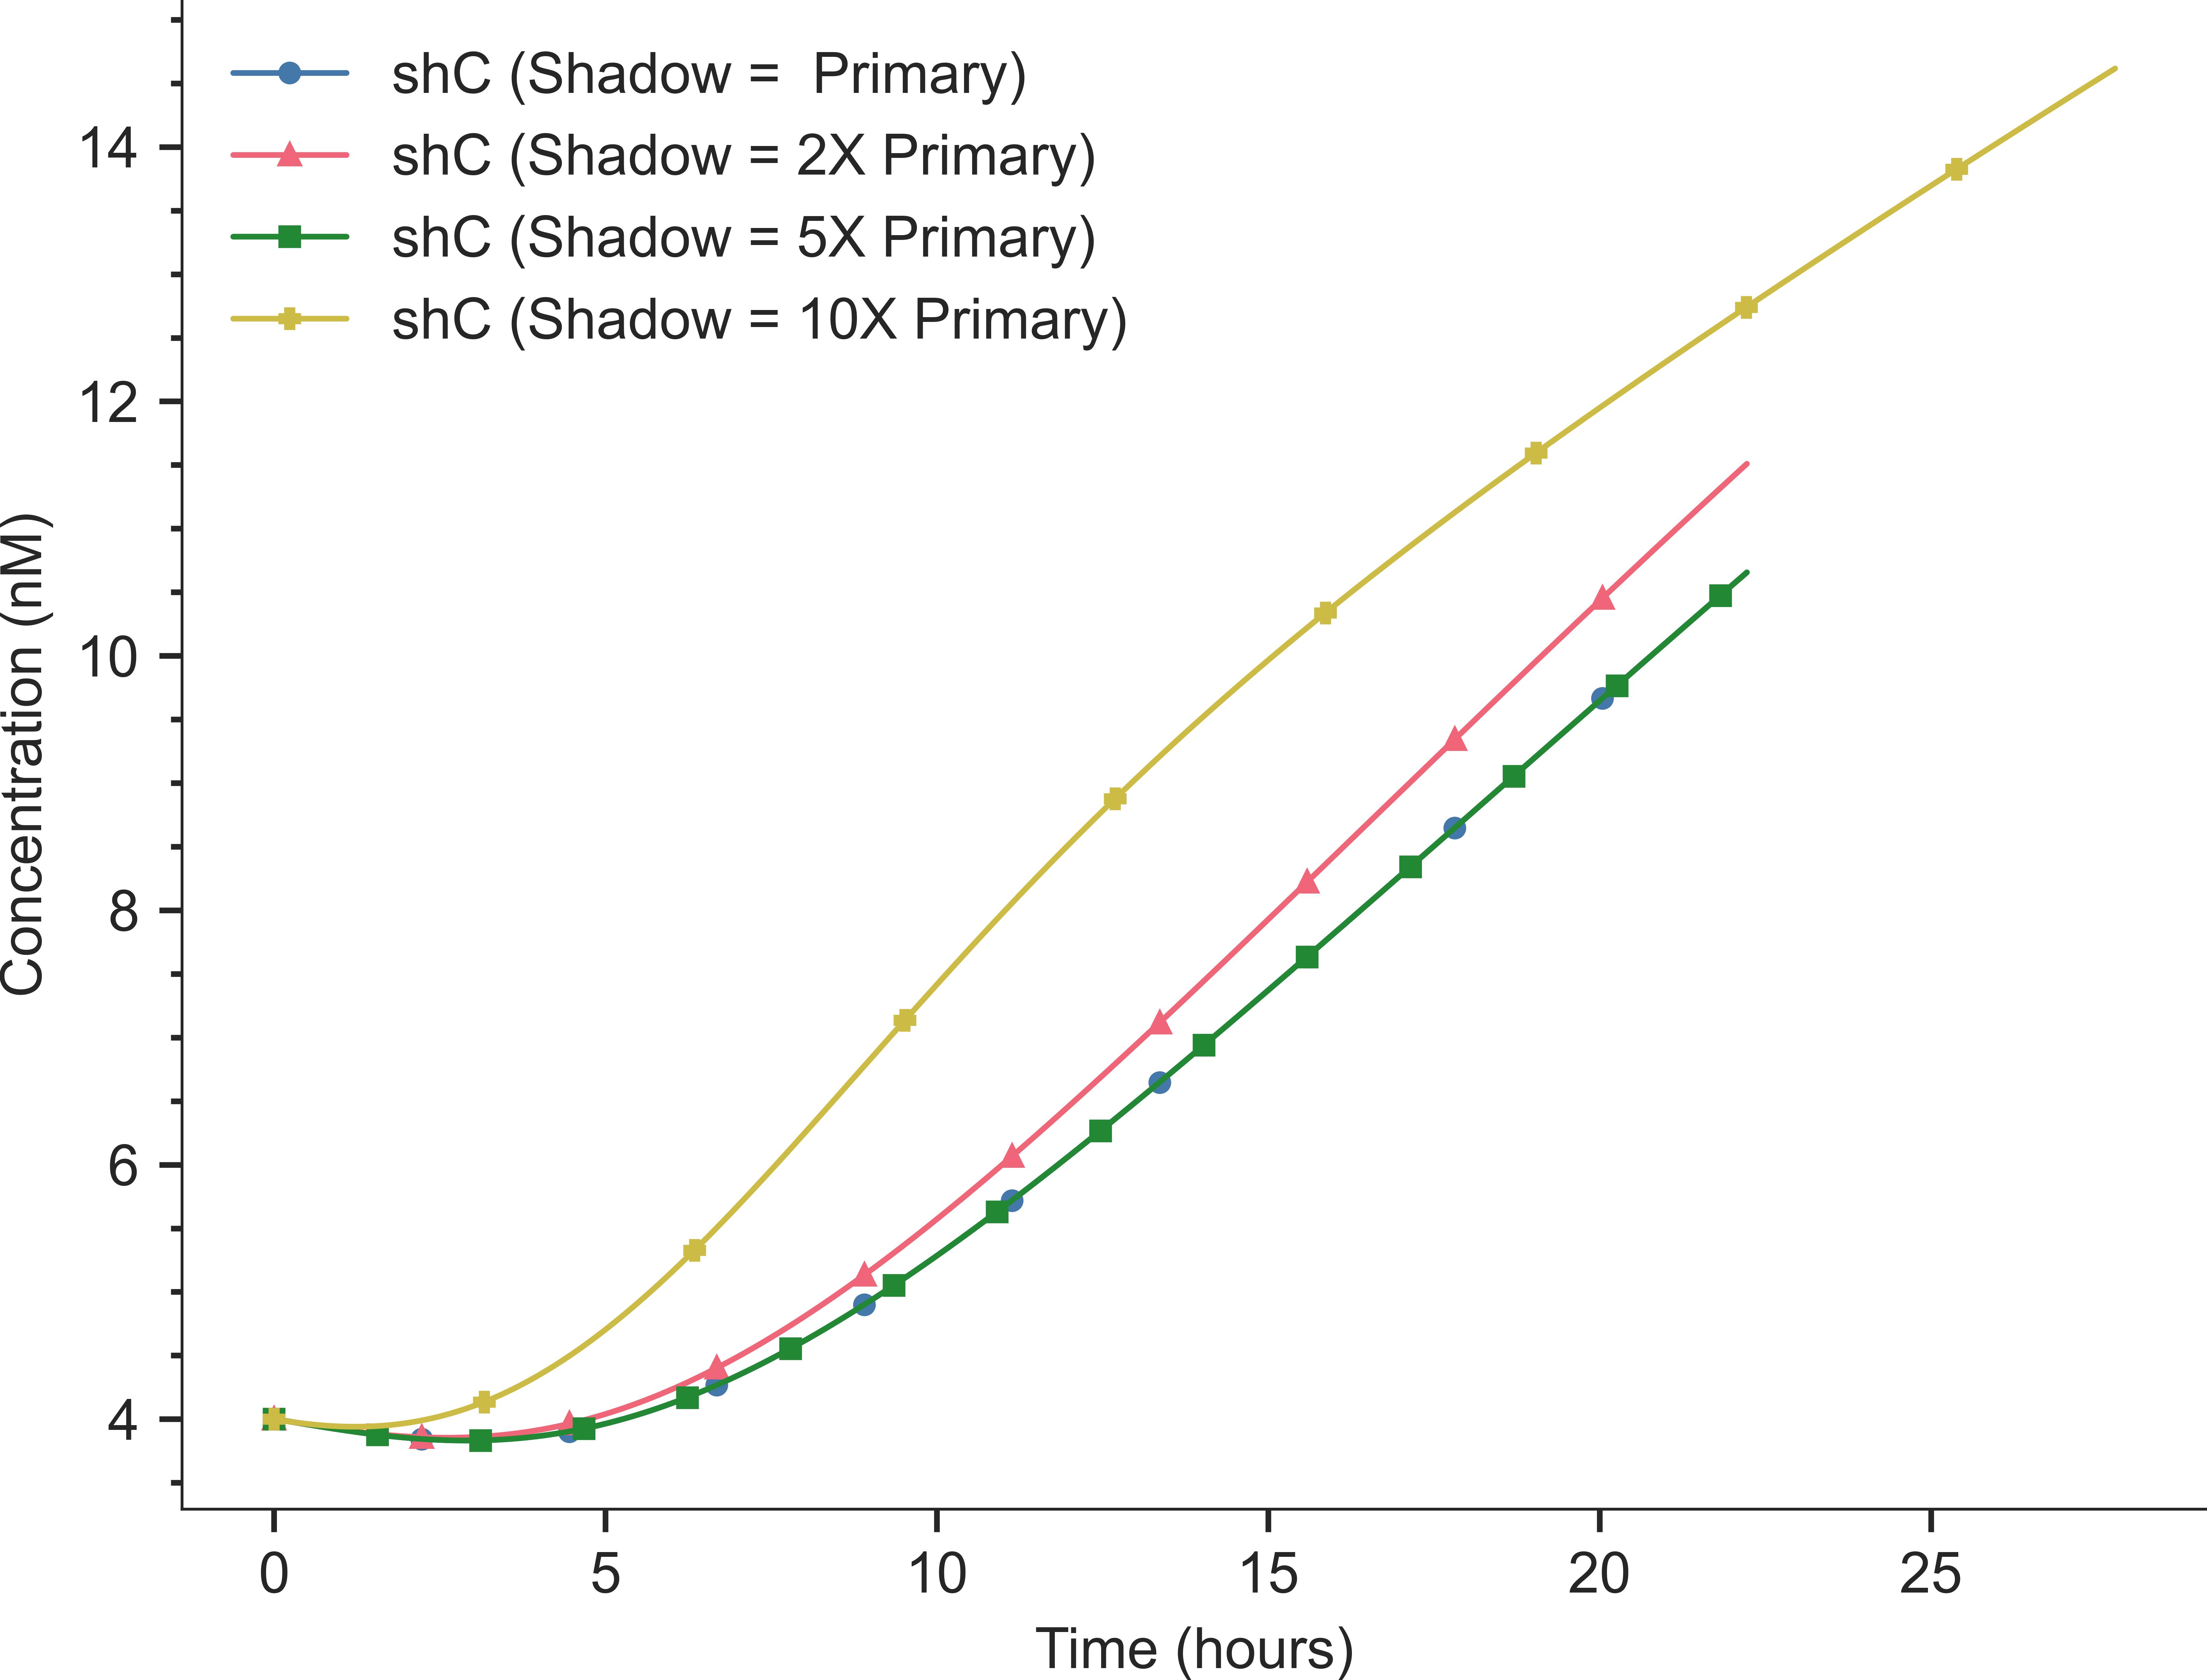 shC (Shadow =  Primary)
shC (Shadow = 2X Primary)
shC (Shadow = 5X Primary)
shC (Shadow = 10X Primary)
Concentration (nM)
14
12
10
8
6
4
0 5 10 15 20 25
Time (hours)